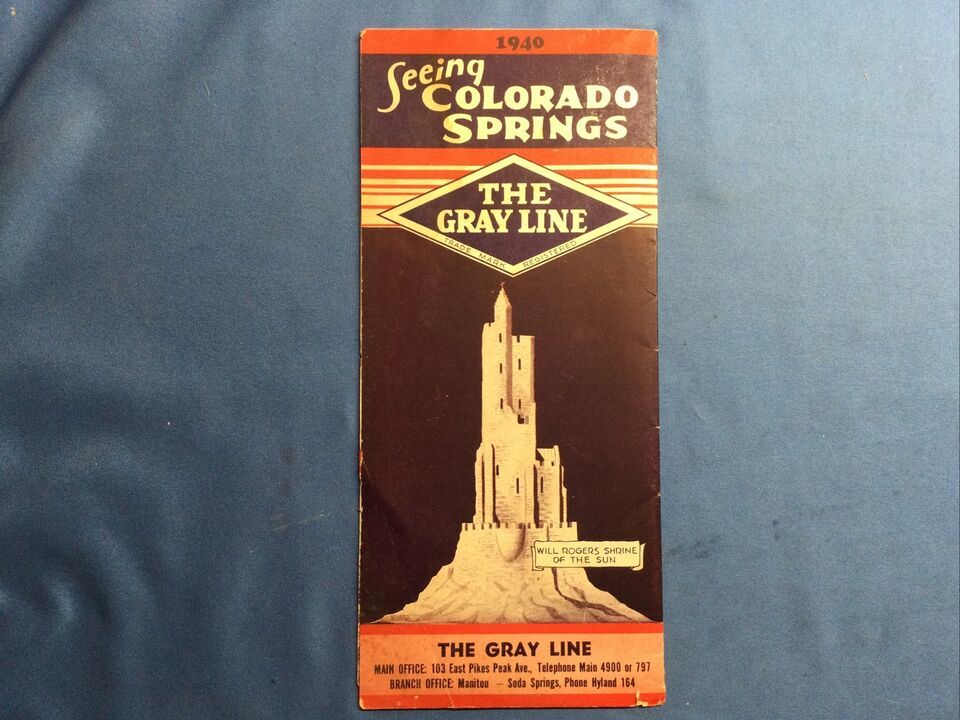 1940
Seeing
COLORADO
SPRINGS
THE
GRAY LINE
TRADE MARK REGISTERED
WILL ROGERS SHRINE
OF THE SUN
THE GRAY LINE
MAIN OFFICE: 103 East Pikes Peak Ave., Telephone Main 4900 or 797
BRANCH OFFICE: Manitou — Soda Springs, Phone Hyland 164